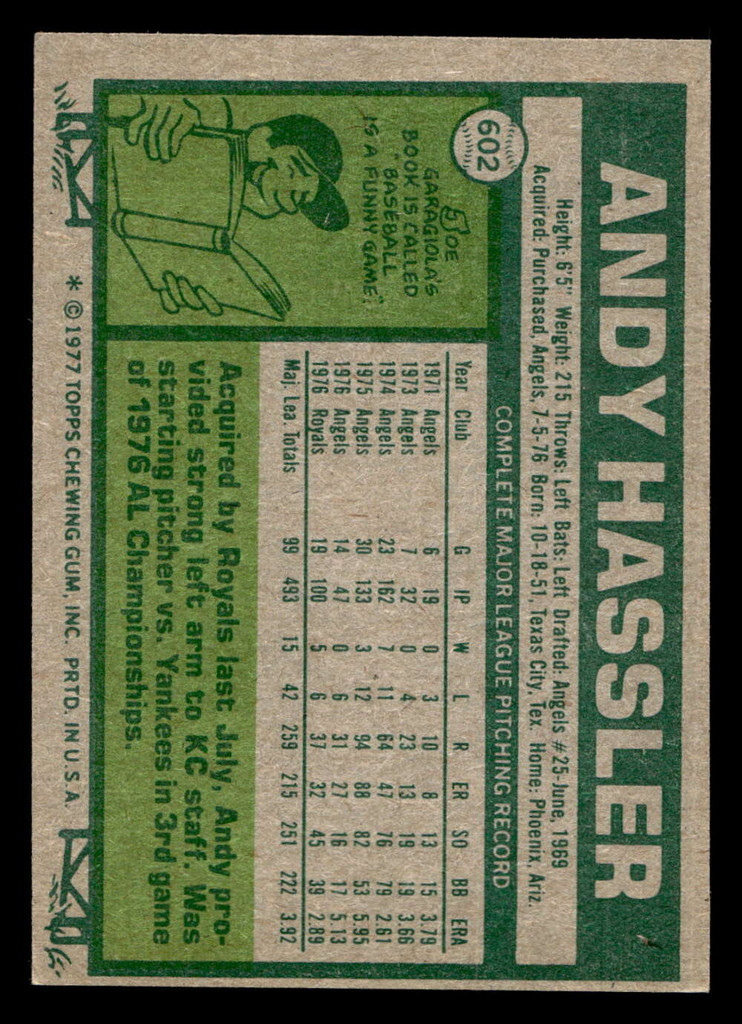 602
ANDY HASSLER
Height: 6'5" Weight: 215 Throws: Left Bats: Left Drafted: Angels #25-June, 1969
Acquired: Purchased, Angels, 7-5-76 Born: 10-18-51, Texas City, Tex. Home: Phoenix, Ariz.
COMPLETE MAJOR LEAGUE PITCHING RECORD
Year Club G IP W L R ER SO BB ERA
1971 Angels 6 19 0 3 10 8 13 15 3.79
1973 Angels 7 32 0 4 23 13 19 19 3.66
1974 Angels 23 162 7 11 64 47 76 79 2.61
1975 Angels 30 133 3 12 94 88 82 53 5.95
1976 Angels 14 47 0 6 31 27 16 17 5.13
1976 Royals 19 100 5 6 37 32 45 39 2.89
Maj. Lea. Totals 99 493 15 42 259 215 251 222 3.92
JOE
GARAGIOLA'S
BOOK IS CALLED
"BASEBALL
IS A FUNNY GAME".
Acquired by Royals last July, Andy pro-
vided strong left arm to KC staff. Was
starting pitcher vs. Yankees in 3rd game
of 1976 AL Championships.
* © 1977 TOPPS CHEWING GUM, INC. PRTD. IN U.S.A.